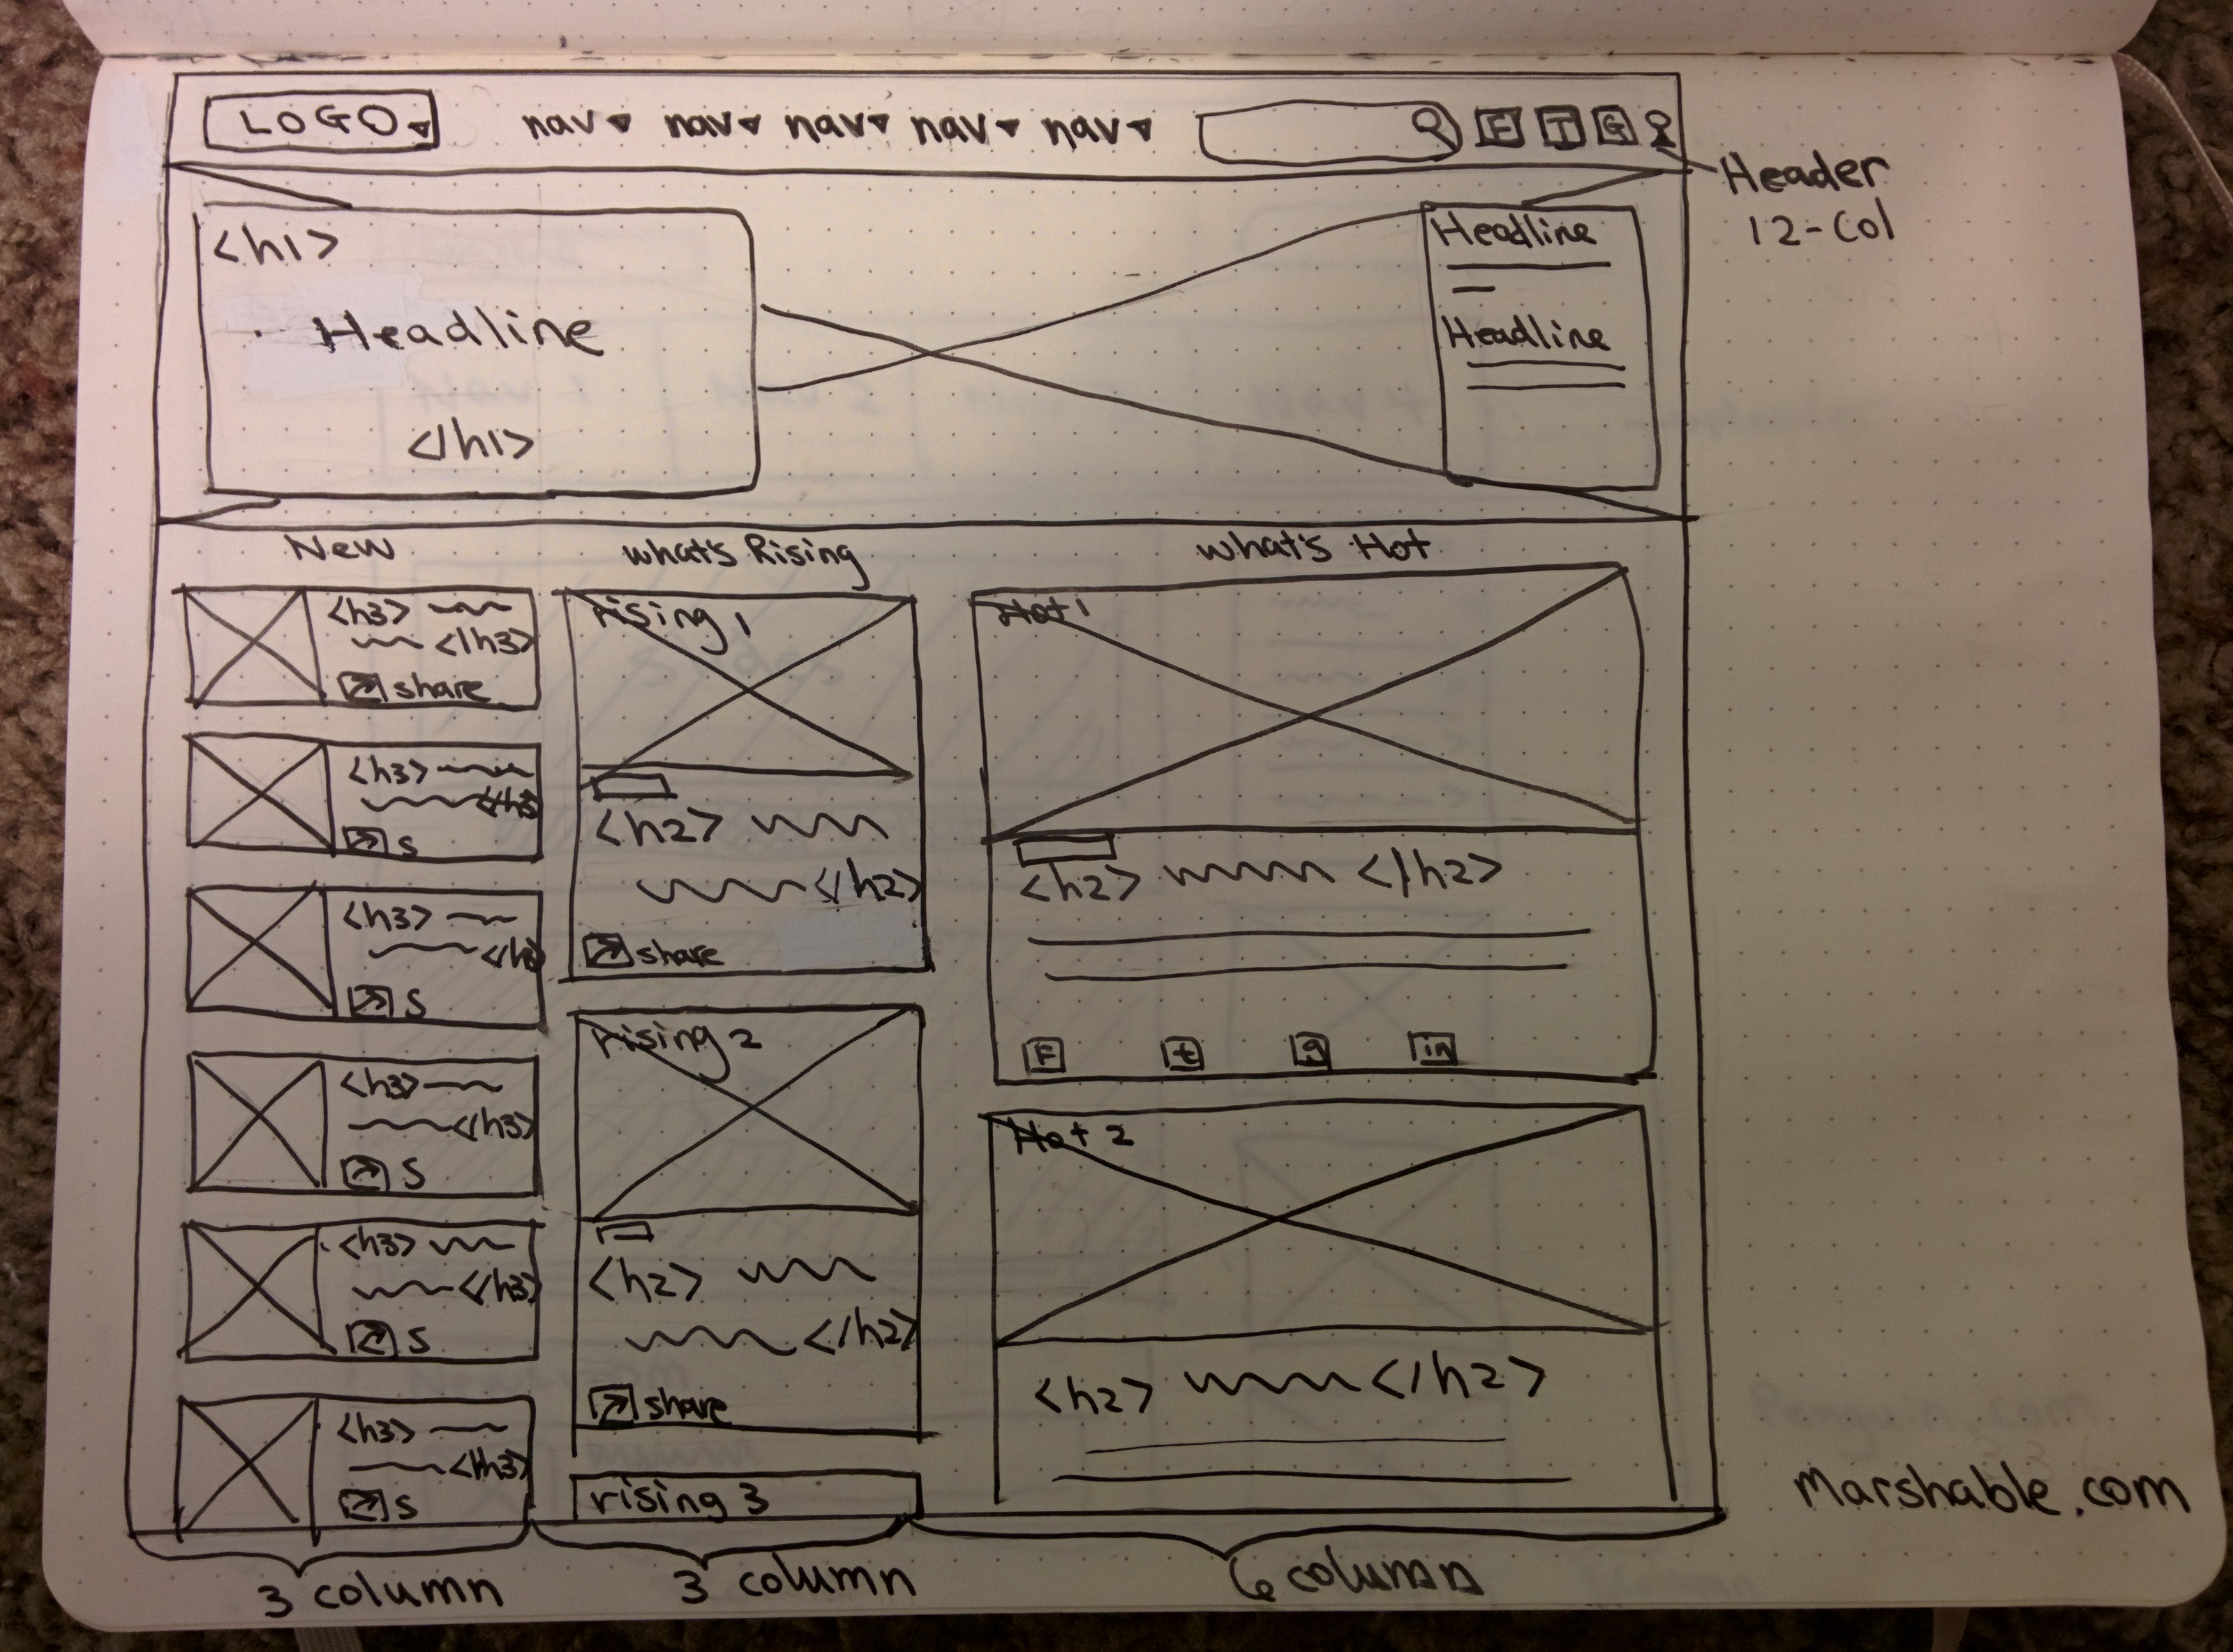 LOGO nav nav nav nav nav F T G
Header
12-Col
<h1>
Headline
</h1>
Headline
Headline
New
<h3>
</h3>
share
<h3>
</h3
S
<h3>
S
<h3>
</h3>
S
<h3>
</h3>
S
<h3>
</h3>
S
3 column
what's Rising
rising 1
<h2>
</h2>
share
Rising 2
<h2>
</h2>
share
rising 3
3 column
what's Hot
Hot 1
<h2> </h2>
F t g in
Hot 2
<h2> </h2>
6 column
Marshable.com
Penguin.com